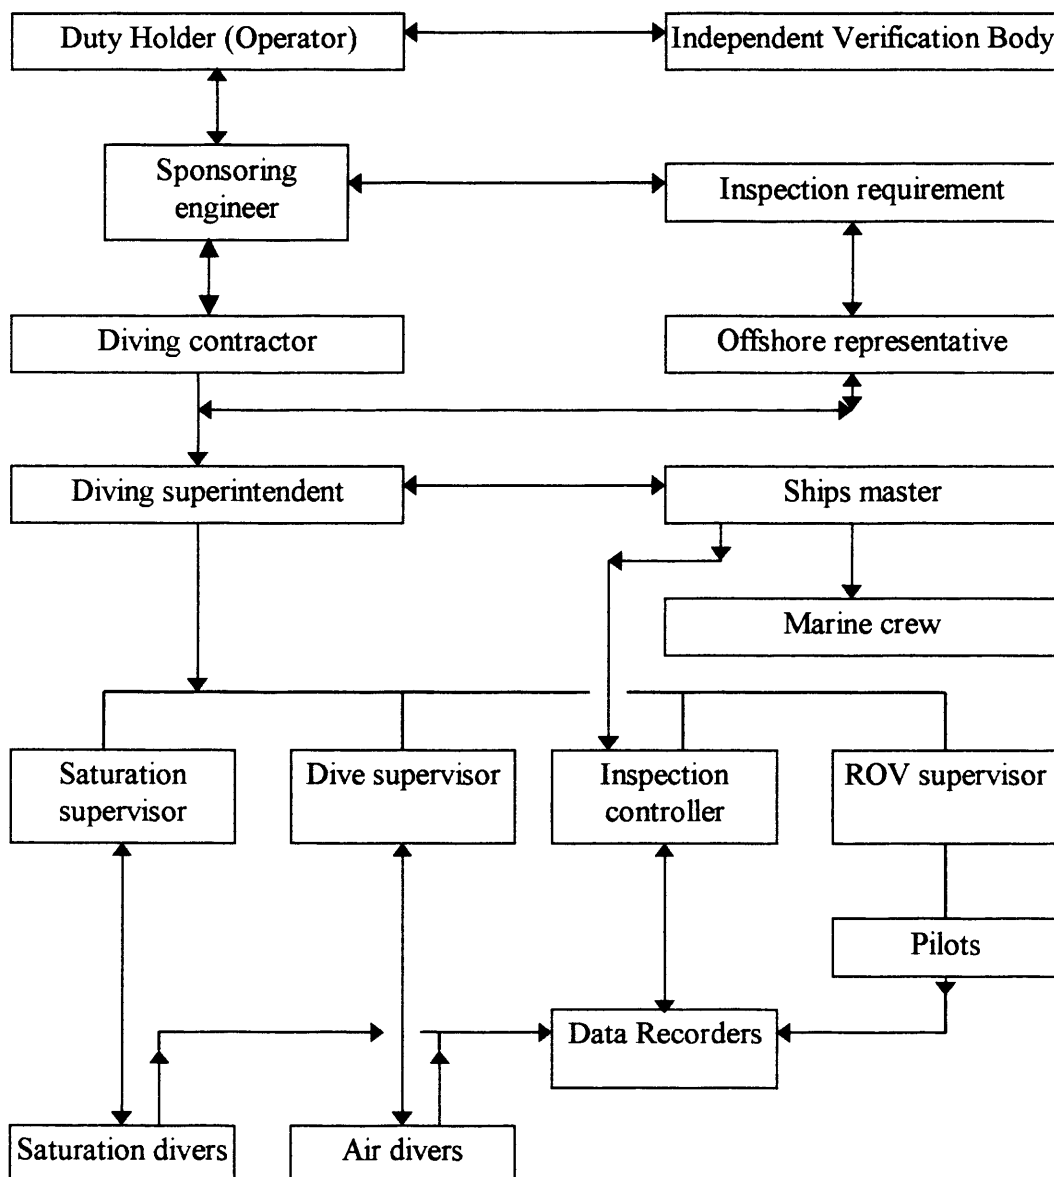 Duty Holder (Operator)
Independent Verification Body
Sponsoring
engineer
Inspection requirement
Diving contractor
Offshore representative
Diving superintendent
Ships master
Marine crew
Saturation
supervisor
Dive supervisor
Inspection
controller
ROV supervisor
Pilots
Data Recorders
Saturation divers
Air divers